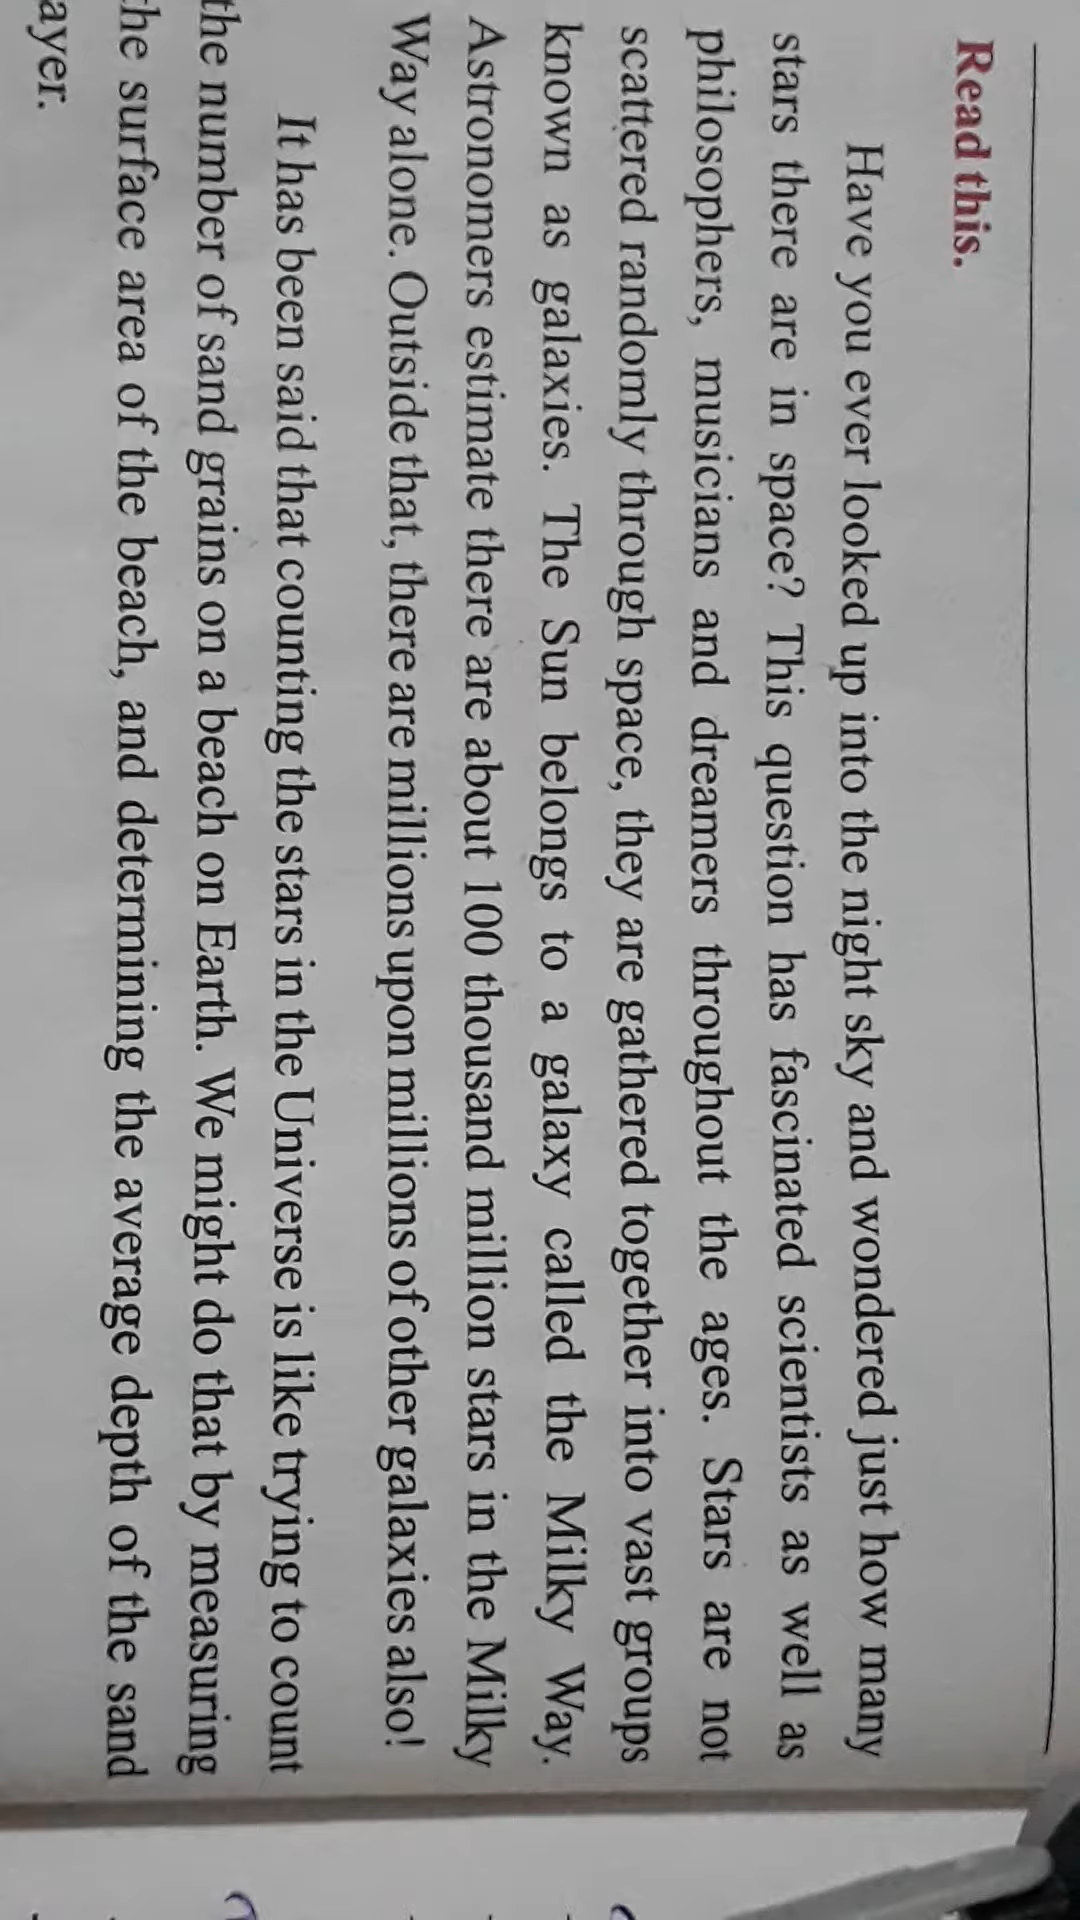 Read this.
Have you ever looked up into the night sky and wondered just how many
stars there are in space? This question has fascinated scientists as well as
philosophers, musicians and dreamers throughout the ages. Stars are not
scattered randomly through space, they are gathered together into vast groups
known as galaxies. The Sun belongs to a galaxy called the Milky Way.
Astronomers estimate there are about 100 thousand million stars in the Milky
Way alone. Outside that, there are millions upon millions of other galaxies also!
It has been said that counting the stars in the Universe is like trying to count
the number of sand grains on a beach on Earth. We might do that by measuring
the surface area of the beach, and determining the average depth of the sand
ayer.